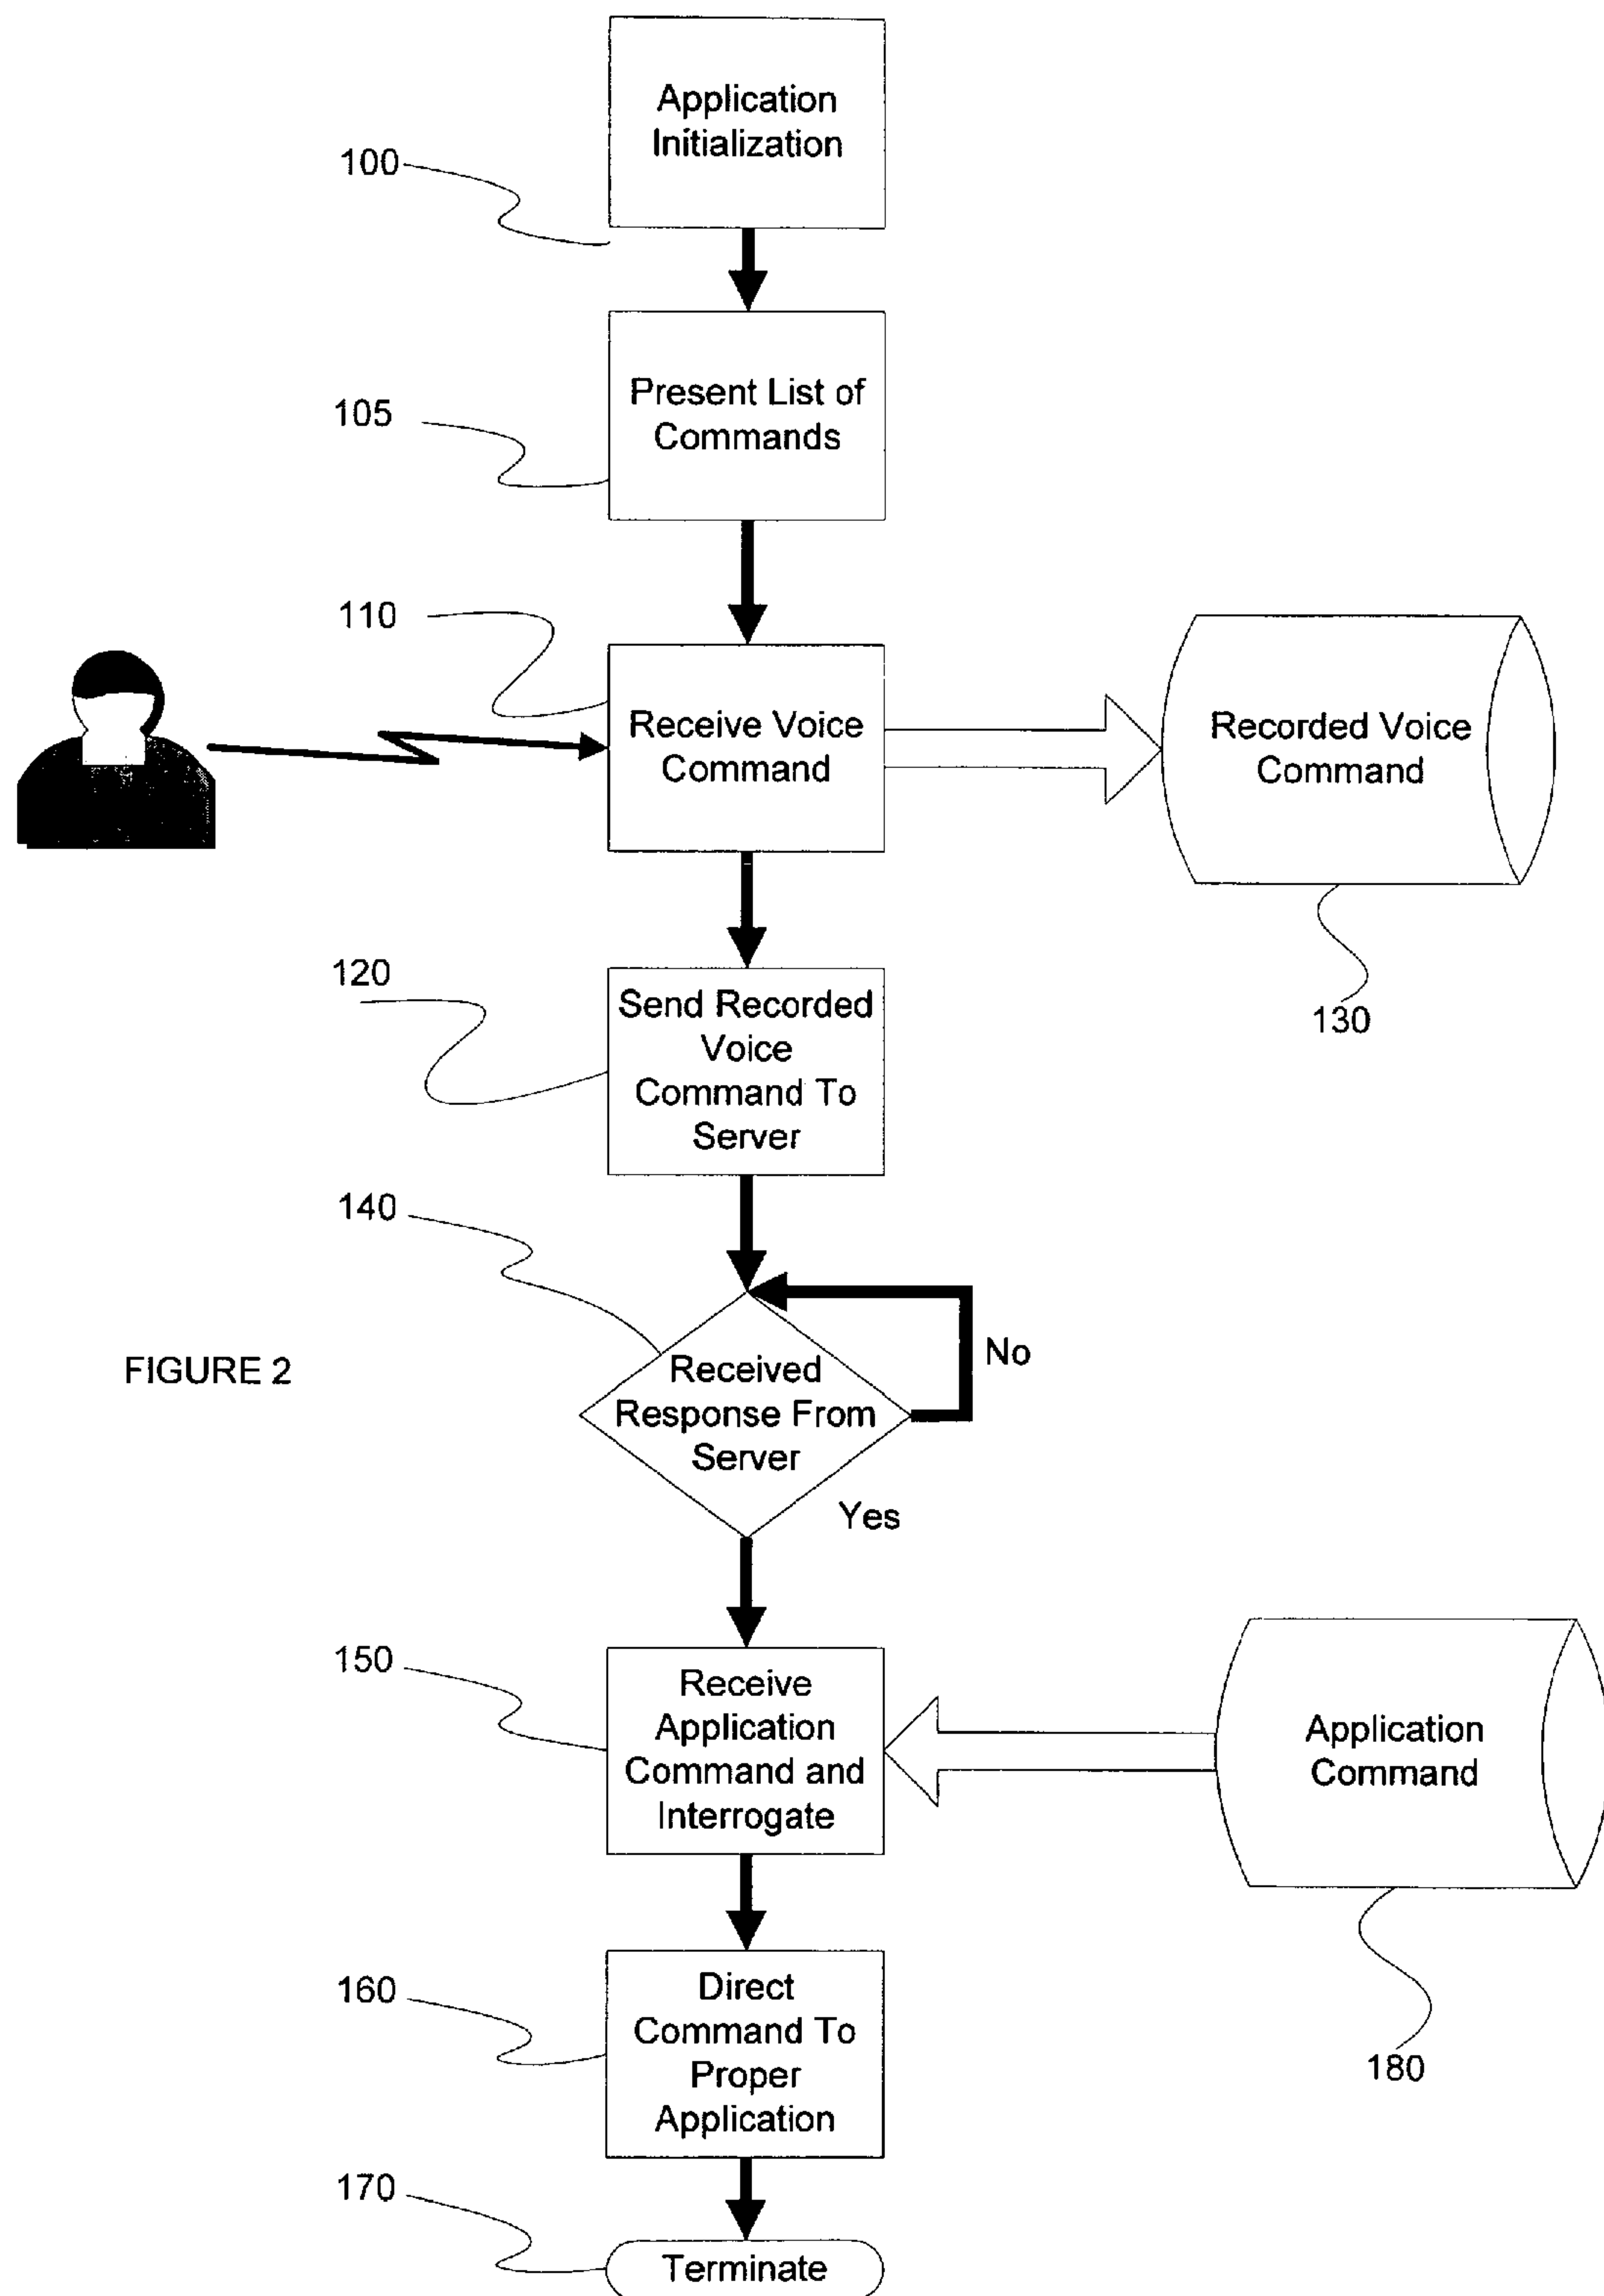 Application
Initialization
100
Present List of
Commands
105
110
Receive Voice
Command
Recorded Voice
Command
130
120
Send Recorded
Voice
Command To
Server
140
Received
Response From
Server
No
Yes
FIGURE 2
150
Receive
Application
Command and
Interrogate
Application
Command
180
160
Direct
Command To
Proper
Application
170
Terminate